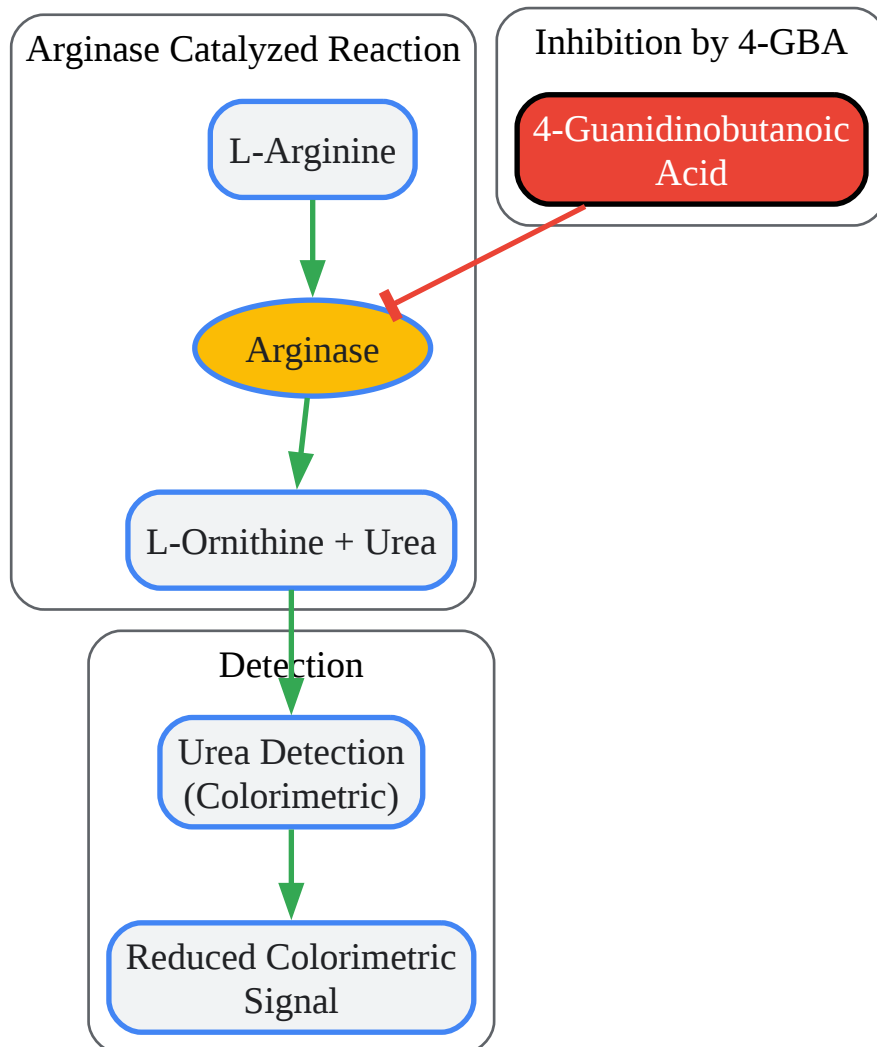 Arginase Catalyzed Reaction
L-Arginine
Arginase
L-Ornithine + Urea
Inhibition by 4-GBA
4-Guanidinobutanoic
Acid
Detection
Urea Detection
(Colorimetric)
Reduced Colorimetric
Signal